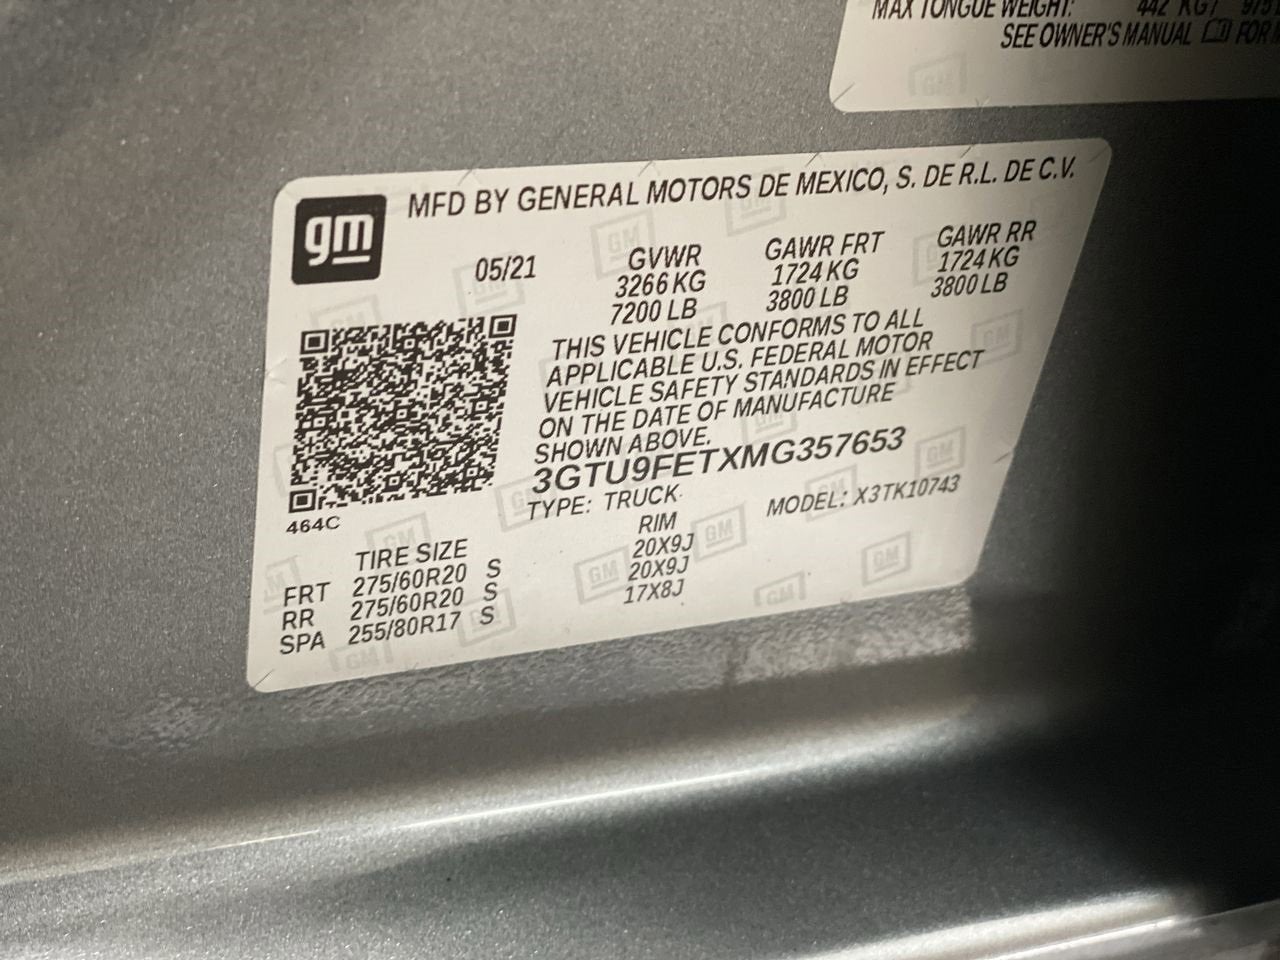 MAX TONGUE WEIGHT: 442 KG
SEE OWNER'S MANUAL FOR
gm
MFD BY GENERAL MOTORS DE MEXICO, S. DE R.L. DE C.V.
05/21 GVWR GAWR FRT GAWR RR
3266 KG 1724 KG 1724 KG
7200 LB 3800 LB 3800 LB
THIS VEHICLE CONFORMS TO ALL
APPLICABLE U.S. FEDERAL MOTOR
VEHICLE SAFETY STANDARDS IN EFFECT
ON THE DATE OF MANUFACTURE
SHOWN ABOVE.
3GTU9FETXMG357653
TYPE: TRUCK MODEL: X3TK10743
464C
TIRE SIZE RIM
FRT 275/60R20 S 20X9J
RR 275/60R20 S 20X9J
SPA 255/80R17 S 17X8J